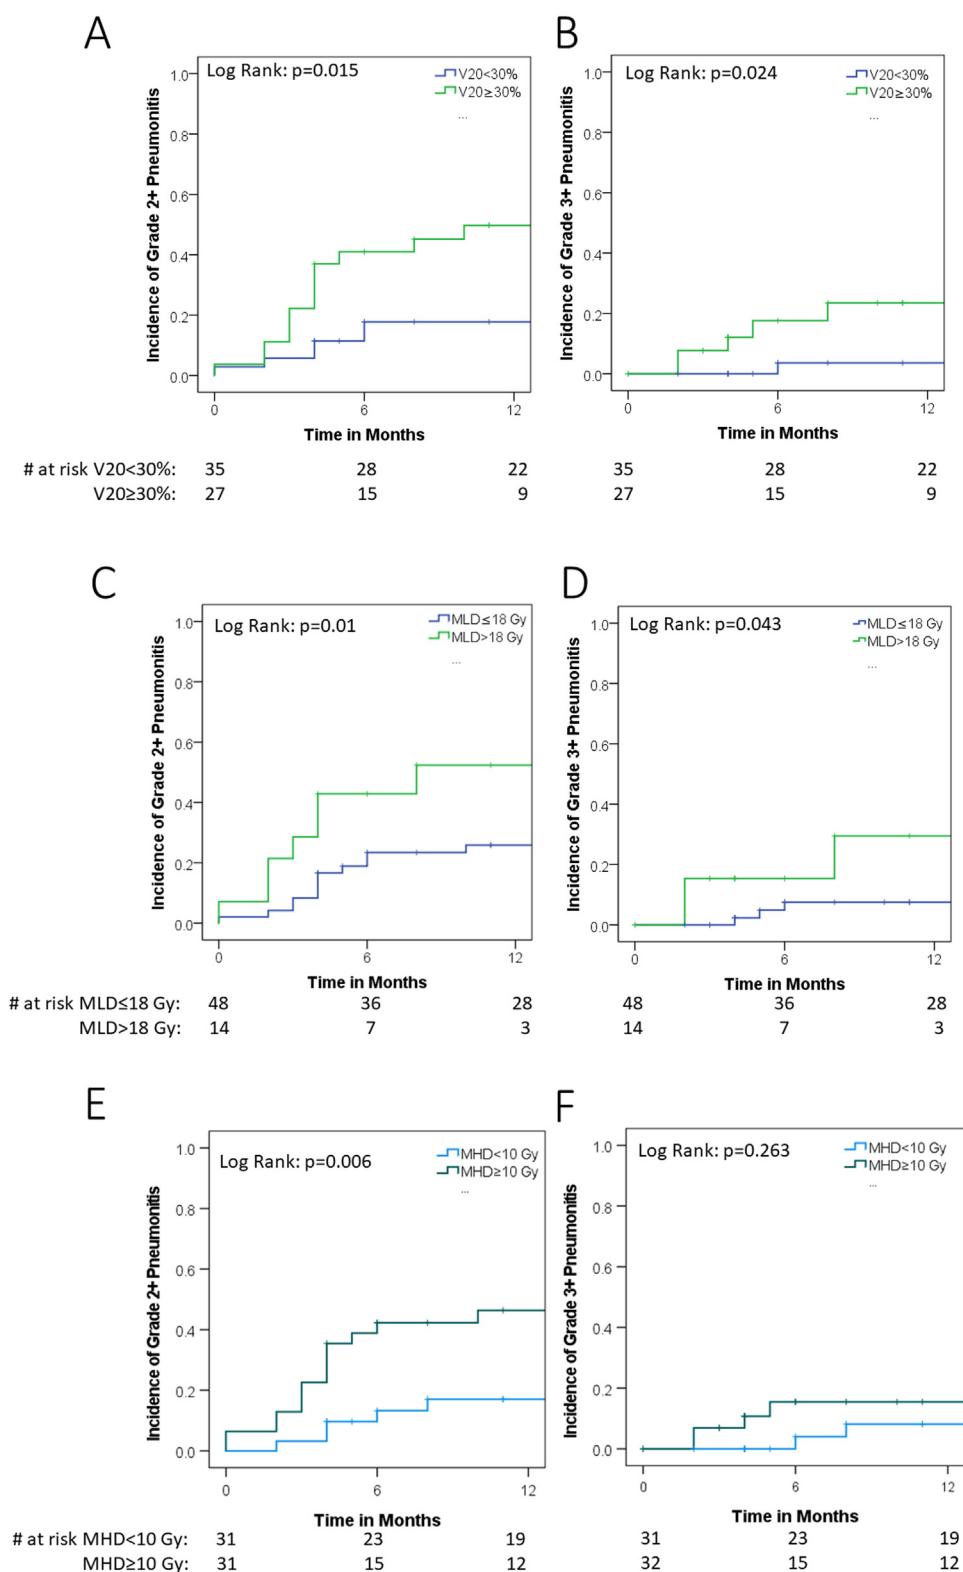 A
Log Rank: p=0.015
V20<30%
V20≥30%
...
Incidence of Grade 2+ Pneumonitis
1.0
0.8
0.6
0.4
0.2
0.0
0 6 12
Time in Months
B
Log Rank: p=0.024
V20<30%
V20≥30%
...
Incidence of Grade 3+ Pneumonitis
1.0
0.8
0.6
0.4
0.2
0.0
0 6 12
Time in Months
# at risk V20<30%: 35 28 22 35 28 22
V20≥30%: 27 15 9 27 15 9
C
Log Rank: p=0.01
MLD≤18 Gy
MLD>18 Gy
...
Incidence of Grade 2+ Pneumonitis
1.0
0.8
0.6
0.4
0.2
0.0
0 6 12
Time in Months
D
Log Rank: p=0.043
MLD≤18 Gy
MLD>18 Gy
...
Incidence of Grade 3+ Pneumonitis
1.0
0.8
0.6
0.4
0.2
0.0
0 6 12
Time in Months
# at risk MLD≤18 Gy: 48 36 28 48 36 28
MLD>18 Gy: 14 7 3 14 7 3
E
Log Rank: p=0.006
MHD<10 Gy
MHD≥10 Gy
...
Incidence of Grade 2+ Pneumonitis
1.0
0.8
0.6
0.4
0.2
0.0
0 6 12
Time in Months
F
Log Rank: p=0.263
MHD<10 Gy
MHD≥10 Gy
...
Incidence of Grade 3+ Pneumonitis
1.0
0.8
0.6
0.4
0.2
0.0
0 6 12
Time in Months
# at risk MHD<10 Gy: 31 23 19 31 23 19
MHD≥10 Gy: 31 15 12 32 15 12